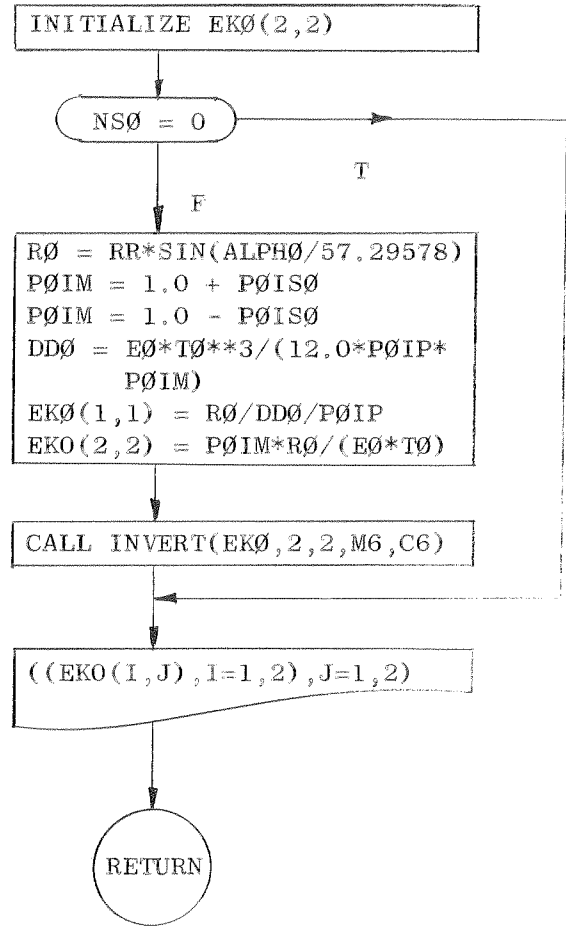 INITIALIZE EKØ(2,2)
NSØ = 0
T
F
RØ = RR*SIN(ALPHØ/57.29578)
PØIM = 1.0 + PØISØ
PØIM = 1.0 - PØISØ
DDØ = EØ*TØ**3/(12.0*PØIP*
PØIM)
EKØ(1,1) = RØ/DDØ/PØIP
EKO(2,2) = PØIM*RØ/(EØ*TØ)
CALL INVERT(EKØ,2,2,M6,C6)
((EKO(I,J),I=1,2),J=1,2)
RETURN